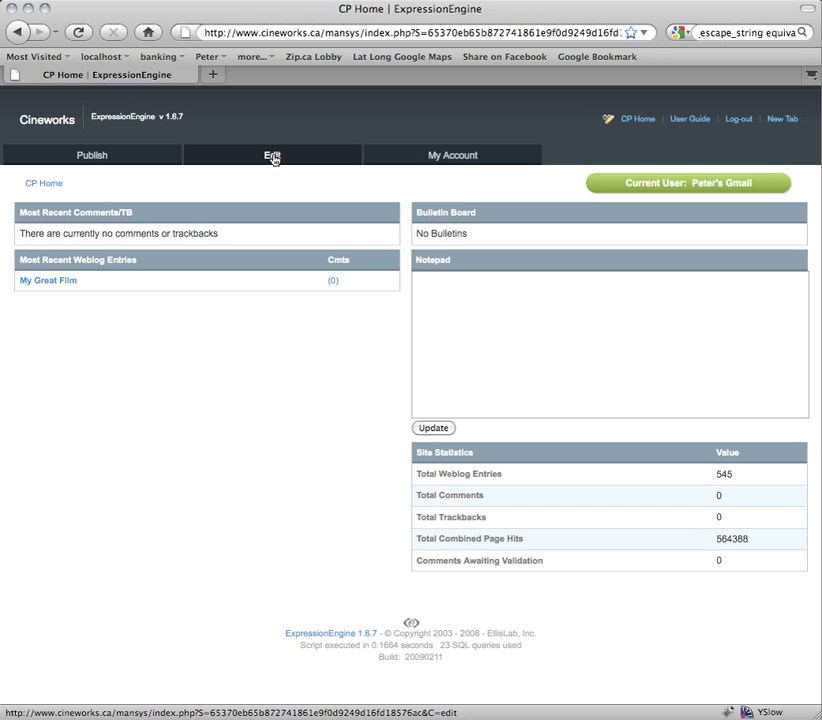 CP Home | ExpressionEngine
http://www.cineworks.ca/mansys/index.php?S=65370eb65b872741861e9f0d9249d16fd
_escape_string equiva
Most Visited localhost banking Peter more... Zip.ca Lobby Lat Long Google Maps Share on Facebook Google Bookmark
CP Home | ExpressionEngine
Cineworks
ExpressionEngine v 1.6.7
CP Home | User Guide | Log-out | New Tab
Publish Edit My Account
CP Home
Current User: Peter's Gmail
Most Recent Comments/TB
There are currently no comments or trackbacks
Most Recent Weblog Entries Cmts
My Great Film (0)
Bulletin Board
No Bulletins
Notepad
Update
Site Statistics Value
Total Weblog Entries 545
Total Comments 0
Total Trackbacks 0
Total Combined Page Hits 564388
Comments Awaiting Validation 0
ExpressionEngine 1.6.7 - © Copyright 2003 - 2008 - EllisLab, Inc.
Script executed in 0.1664 seconds 23 SQL queries used
Build: 20090211
http://www.cineworks.ca/mansys/index.php?S=65370eb65b872741861e9f0d9249d16fd18576ac&C=edit
YSlow